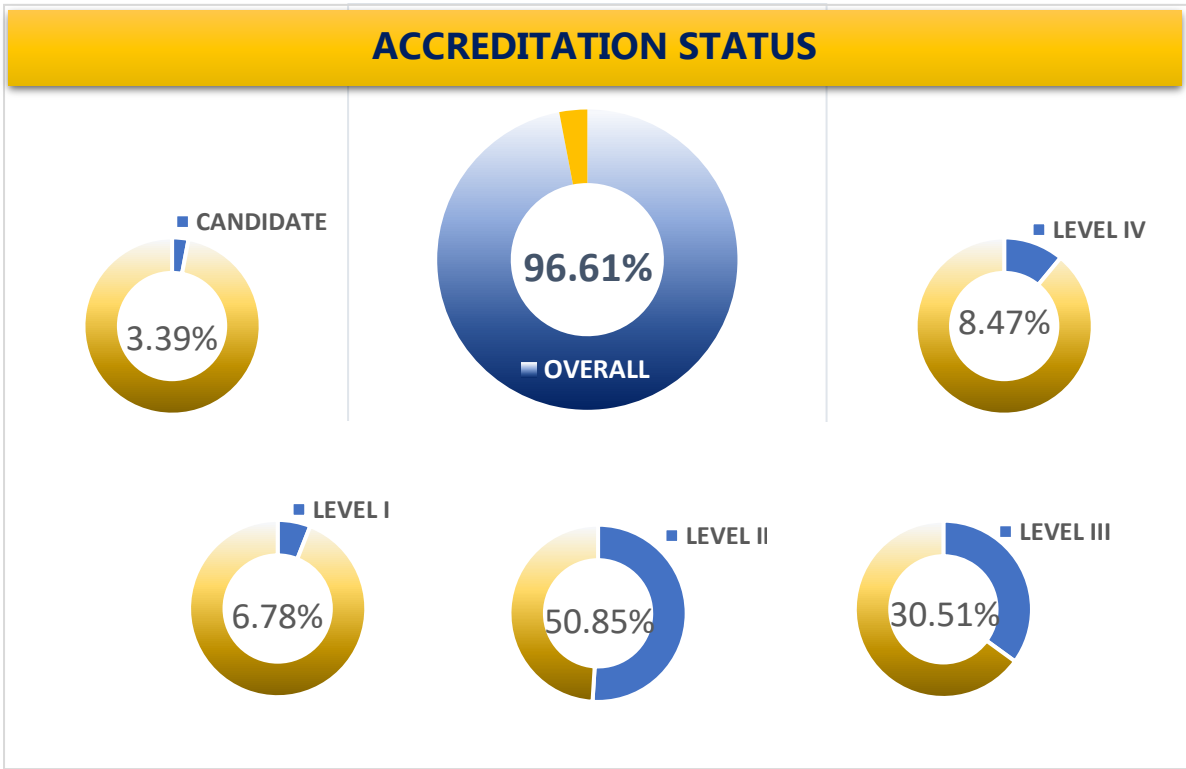 ACCREDITATION STATUS
CANDIDATE
3.39%
96.61%
OVERALL
LEVEL IV
8.47%
LEVEL I
6.78%
LEVEL II
50.85%
LEVEL III
30.51%